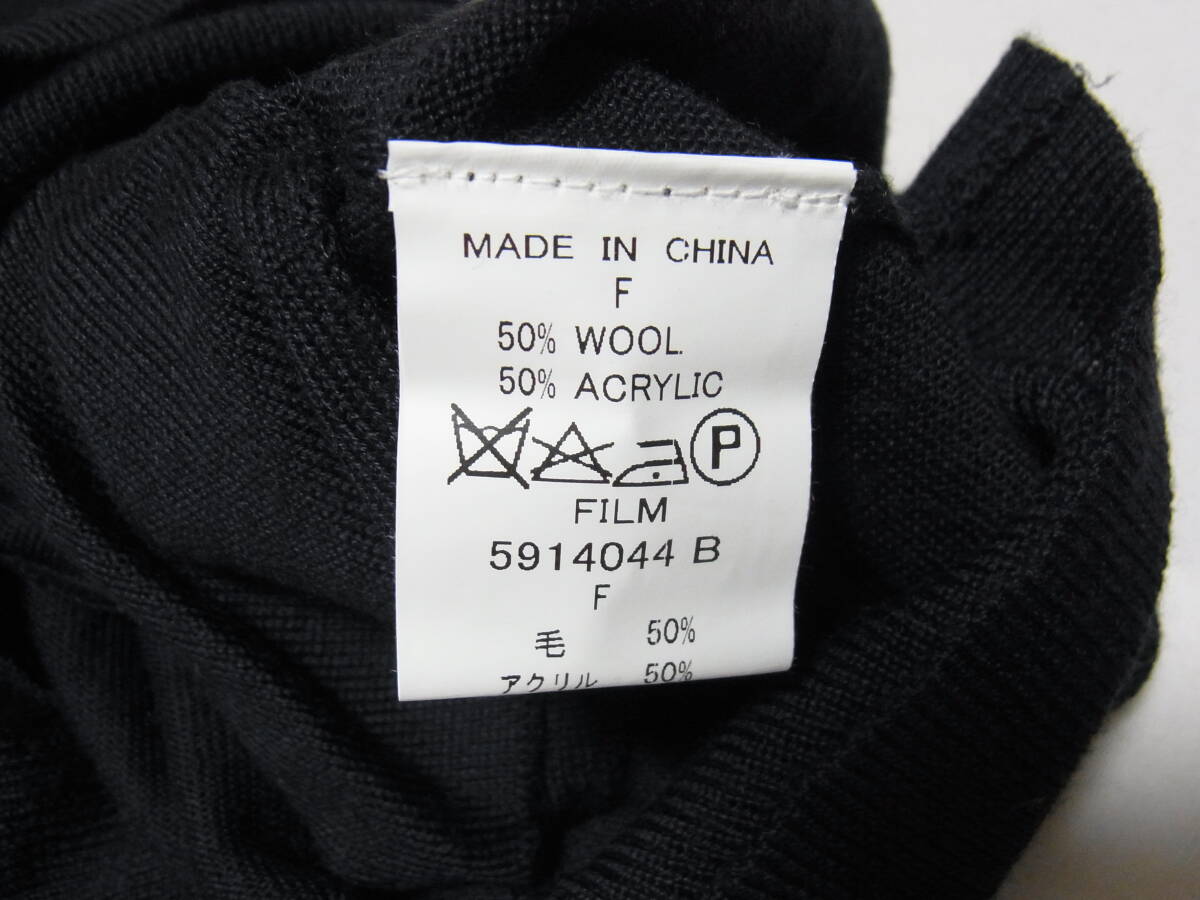 MADE IN CHINA
F
50% WOOL
50% ACRYLIC
P
FILM
5914044 B
F
毛 50%
アクリル 50%